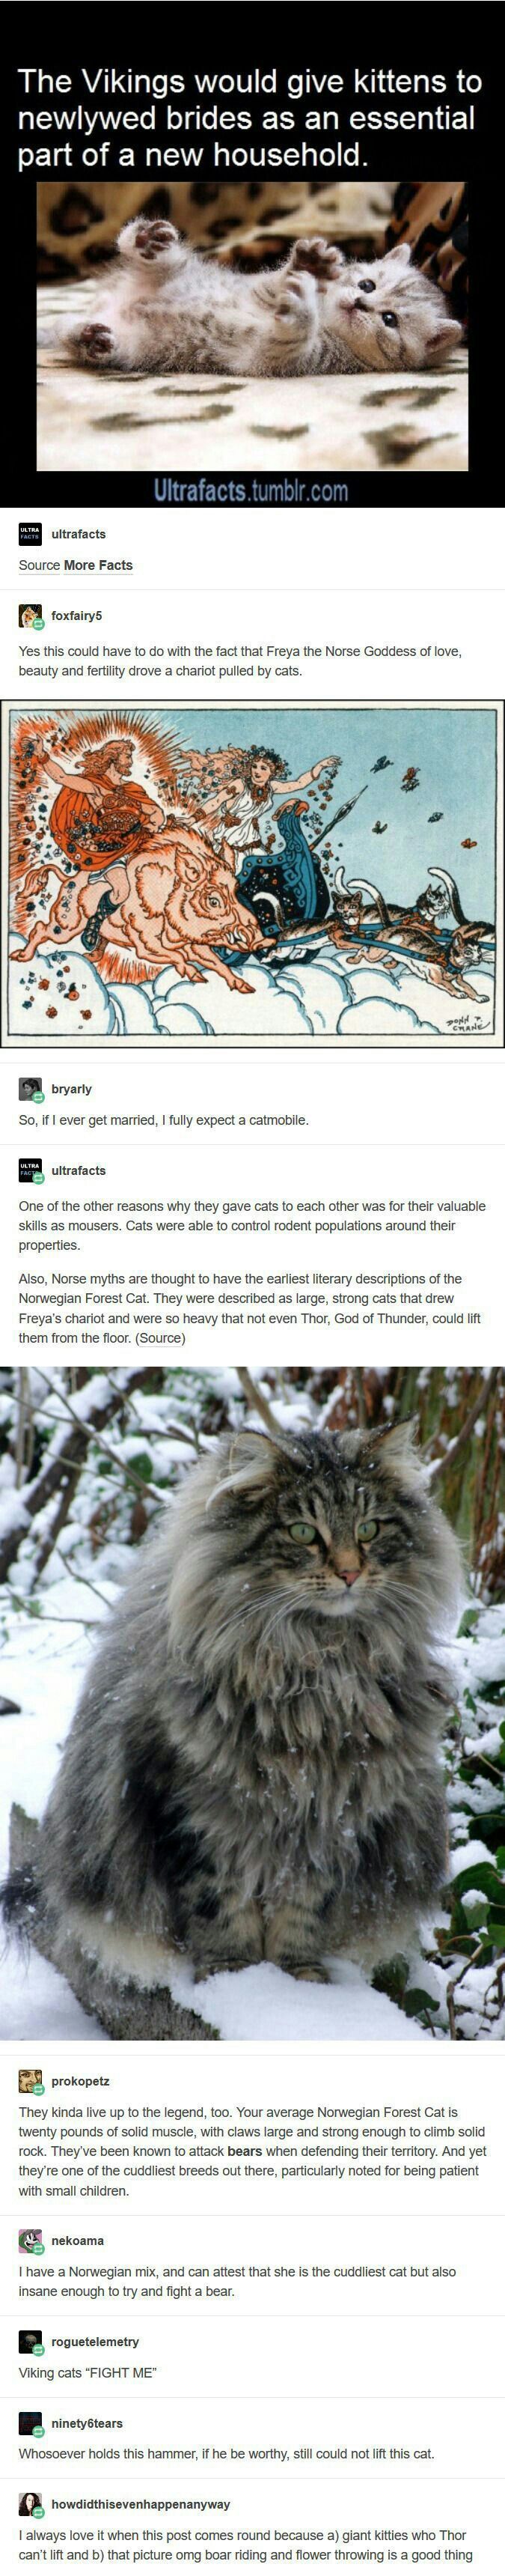 The Vikings would give kittens to
newlywed brides as an essential
part of a new household.
Ultrafacts.tumblr.com
ULTRA
FACTS
ultrafacts
Source More Facts
foxfairy5
Yes this could have to do with the fact that Freya the Norse Goddess of love,
beauty and fertility drove a chariot pulled by cats.
DONN P.
CRANE
bryarly
So, if I ever get married, I fully expect a catmobile.
ULTRA
FACTS
ultrafacts
One of the other reasons why they gave cats to each other was for their valuable
skills as mousers. Cats were able to control rodent populations around their
properties.
Also, Norse myths are thought to have the earliest literary descriptions of the
Norwegian Forest Cat. They were described as large, strong cats that drew
Freya's chariot and were so heavy that not even Thor, God of Thunder, could lift
them from the floor. (Source)
prokopetz
They kinda live up to the legend, too. Your average Norwegian Forest Cat is
twenty pounds of solid muscle, with claws large and strong enough to climb solid
rock. They've been known to attack bears when defending their territory. And yet
they're one of the cuddliest breeds out there, particularly noted for being patient
with small children.
nekoama
I have a Norwegian mix, and can attest that she is the cuddliest cat but also
insane enough to try and fight a bear.
roguetelemetry
Viking cats “FIGHT ME”
ninety6tears
Whosoever holds this hammer, if he be worthy, still could not lift this cat.
howdidthisevenhappenanyway
I always love it when this post comes round because a) giant kitties who Thor
can't lift and b) that picture omg boar riding and flower throwing is a good thing